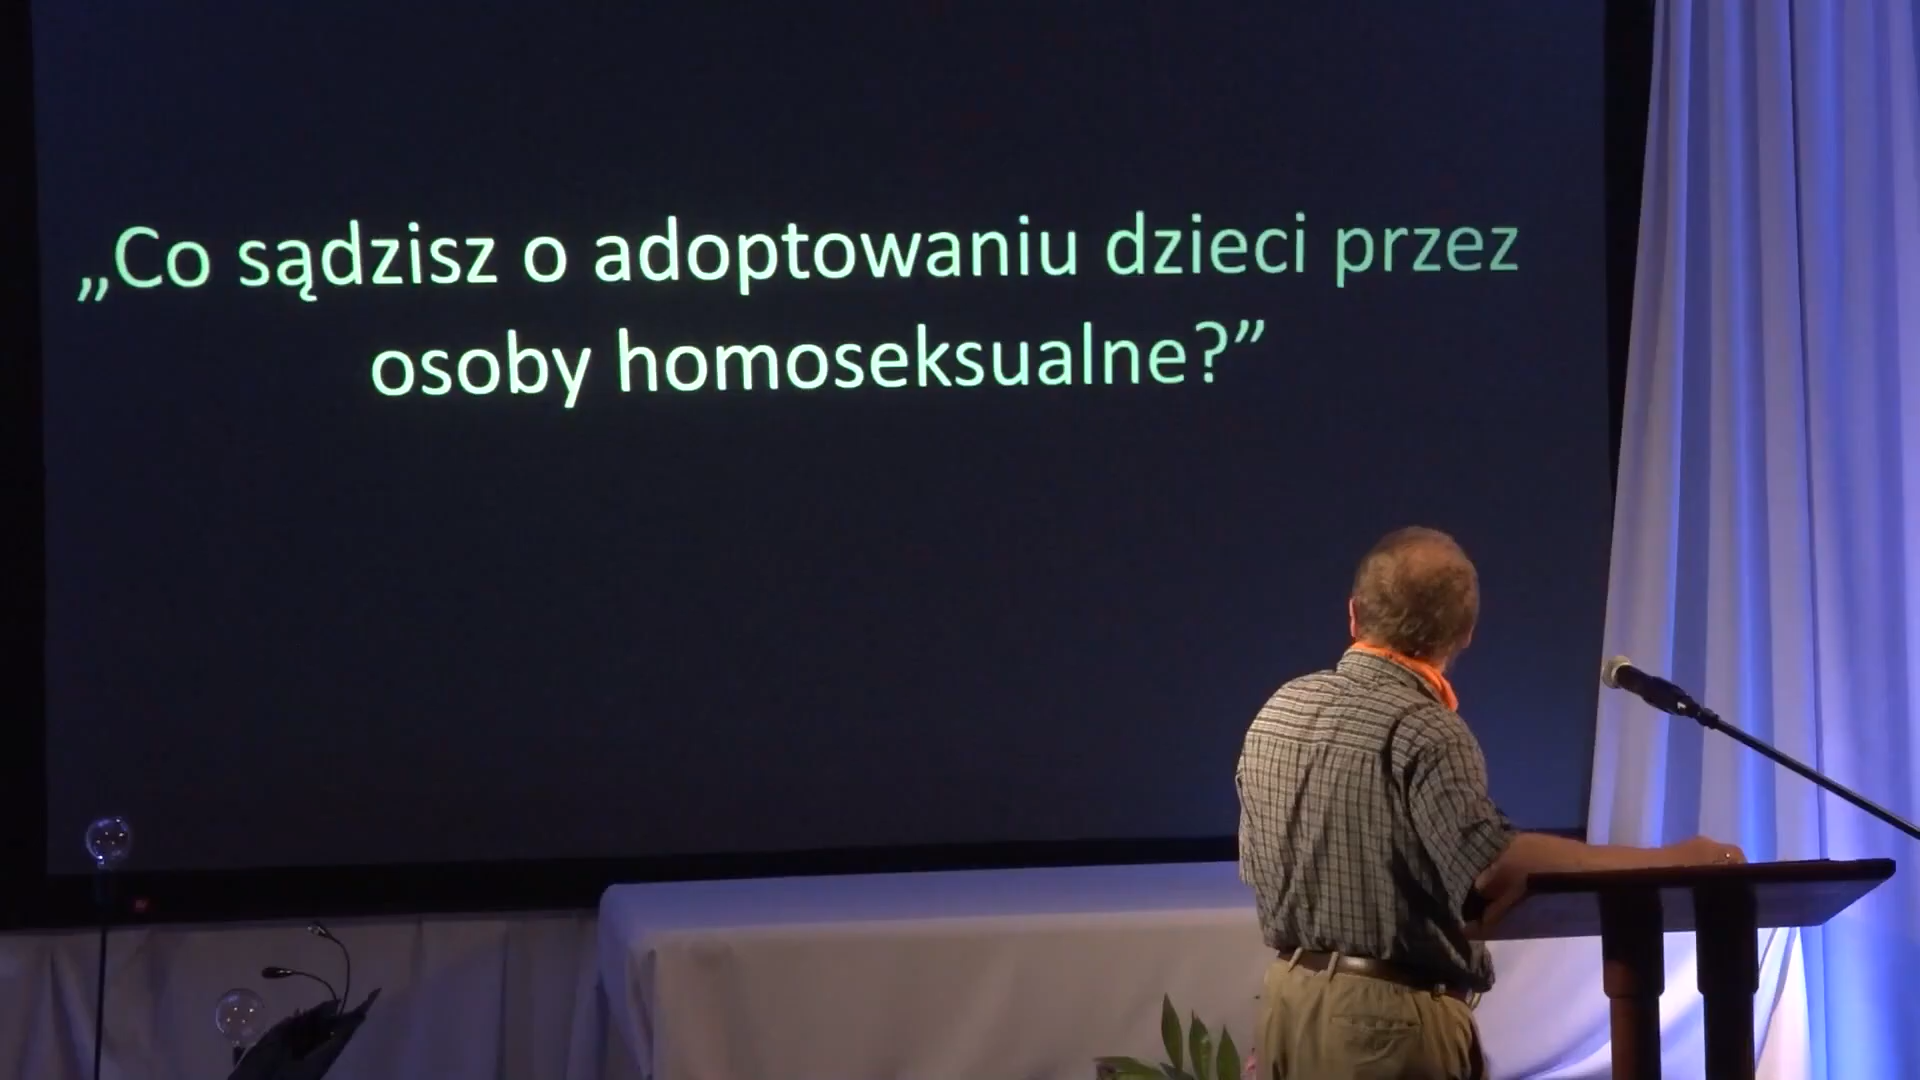 „Co sądzisz o adoptowaniu dzieci przez
osoby homoseksualne?”